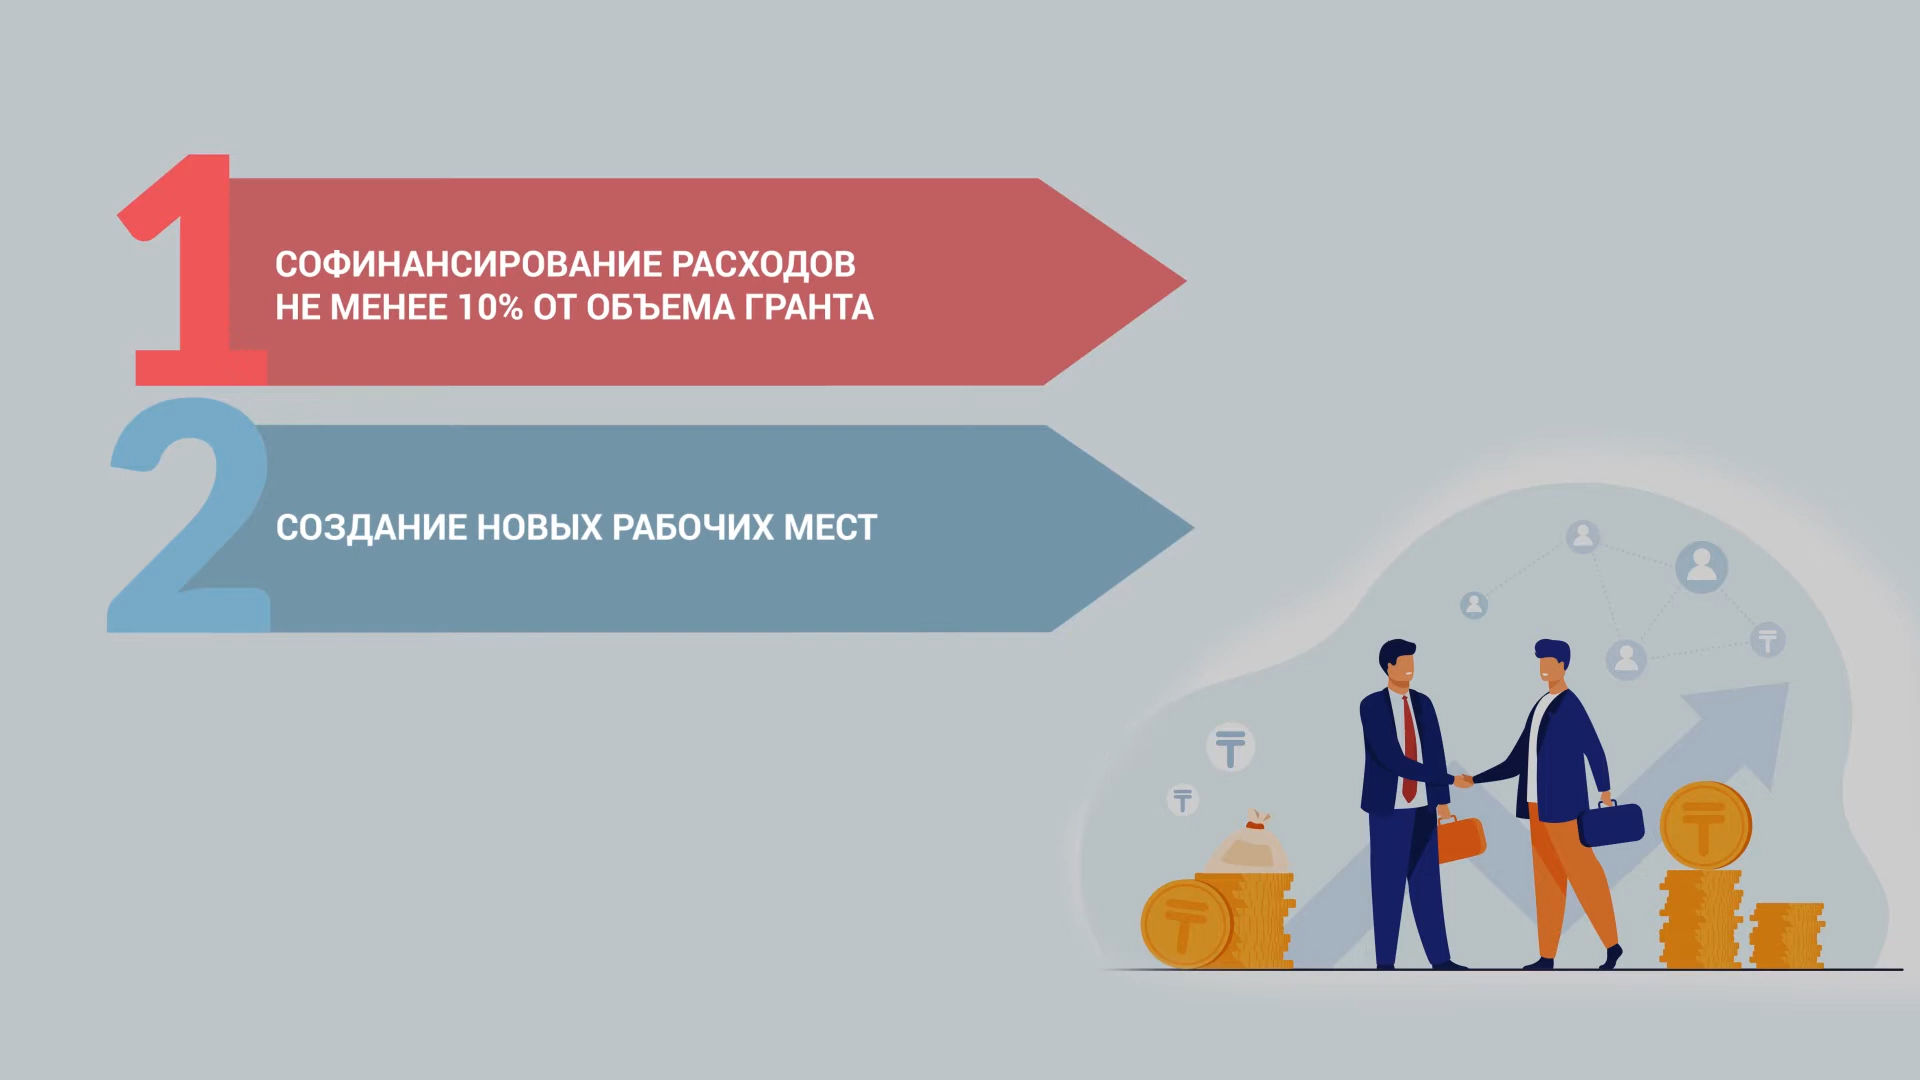 1
СОФИНАНСИРОВАНИЕ РАСХОДОВ
НЕ МЕНЕЕ 10% ОТ ОБЪЕМА ГРАНТА
2
СОЗДАНИЕ НОВЫХ РАБОЧИХ МЕСТ
₸
₸
₸
₸
₸